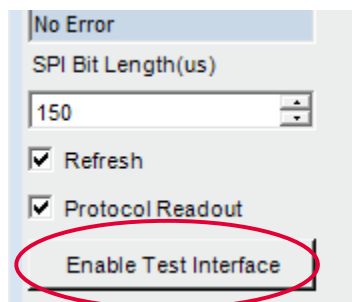 No Error
SPI Bit Length(us)
150
Refresh
Protocol Readout
Enable Test Interface